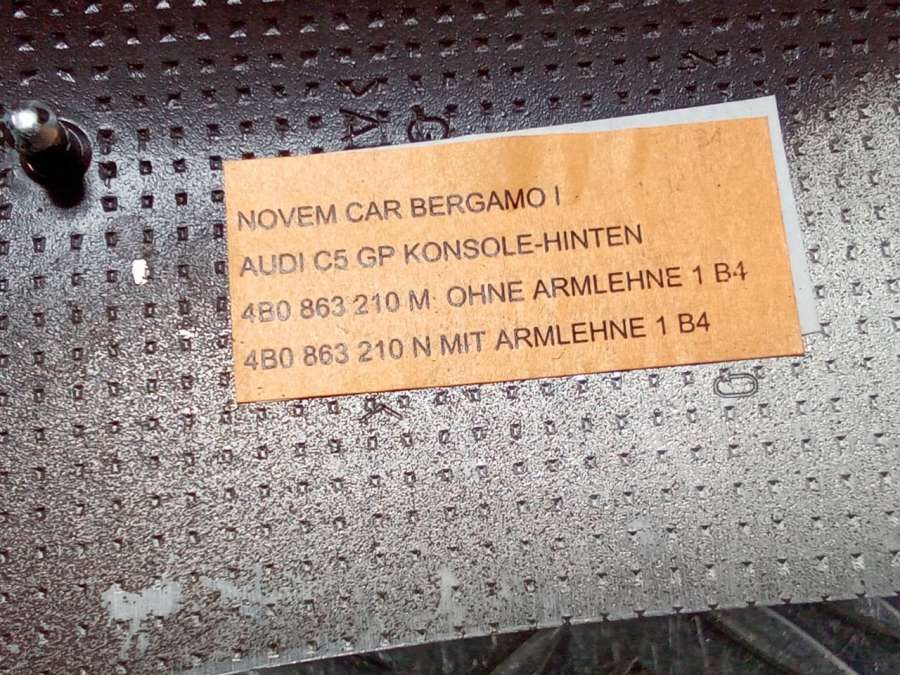 NOVEM CAR BERGAMO I
AUDI C5 GP KONSOLE-HINTEN
4B0 863 210 M OHNE ARMLEHNE 1 B4
4B0 863 210 N MIT ARMLEHNE 1 B4